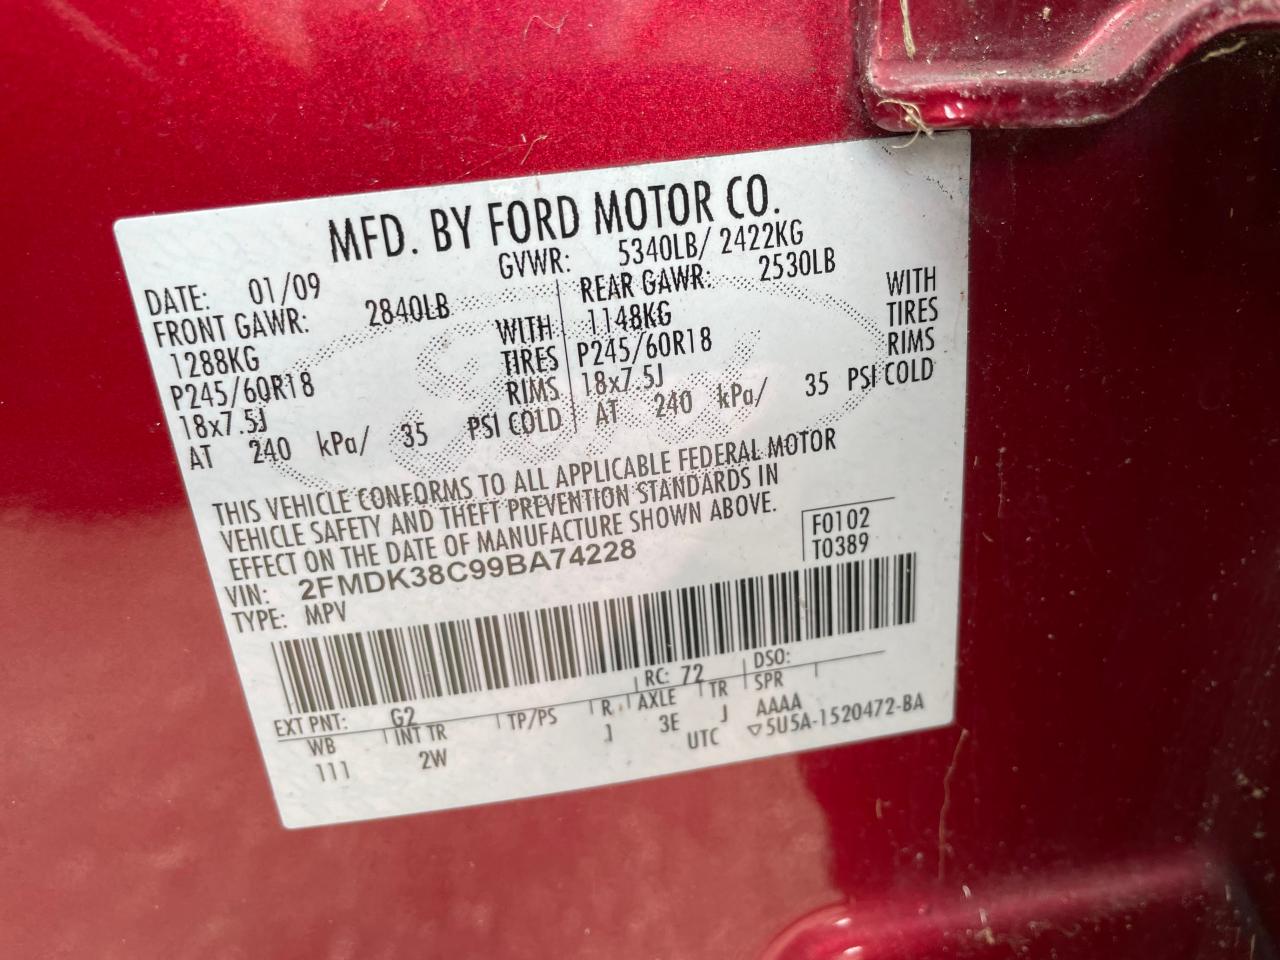 MFD. BY FORD MOTOR CO.
DATE: 01/09 GVWR: 5340LB/ 2422KG
FRONT GAWR: 2840LB REAR GAWR: 2530LB
1288KG WITH 1148KG WITH
P245/60R18 TIRES P245/60R18 TIRES
18x7.5J RIMS 18x7.5J RIMS
AT 240 kPa/ 35 PSI COLD AT 240 kPa/ 35 PSI COLD
THIS VEHICLE CONFORMS TO ALL APPLICABLE FEDERAL MOTOR
VEHICLE SAFETY AND THEFT PREVENTION STANDARDS IN
EFFECT ON THE DATE OF MANUFACTURE SHOWN ABOVE.
VIN: 2FMDK38C99BA74228 F0102
TYPE: MPV T0389
EXT PNT: G2 RC: 72 DSO:
WB INT TR TP/PS R AXLE TR SPR
111 2W 1 3E J AAAA
UTC ▽5U5A-1520472-BA